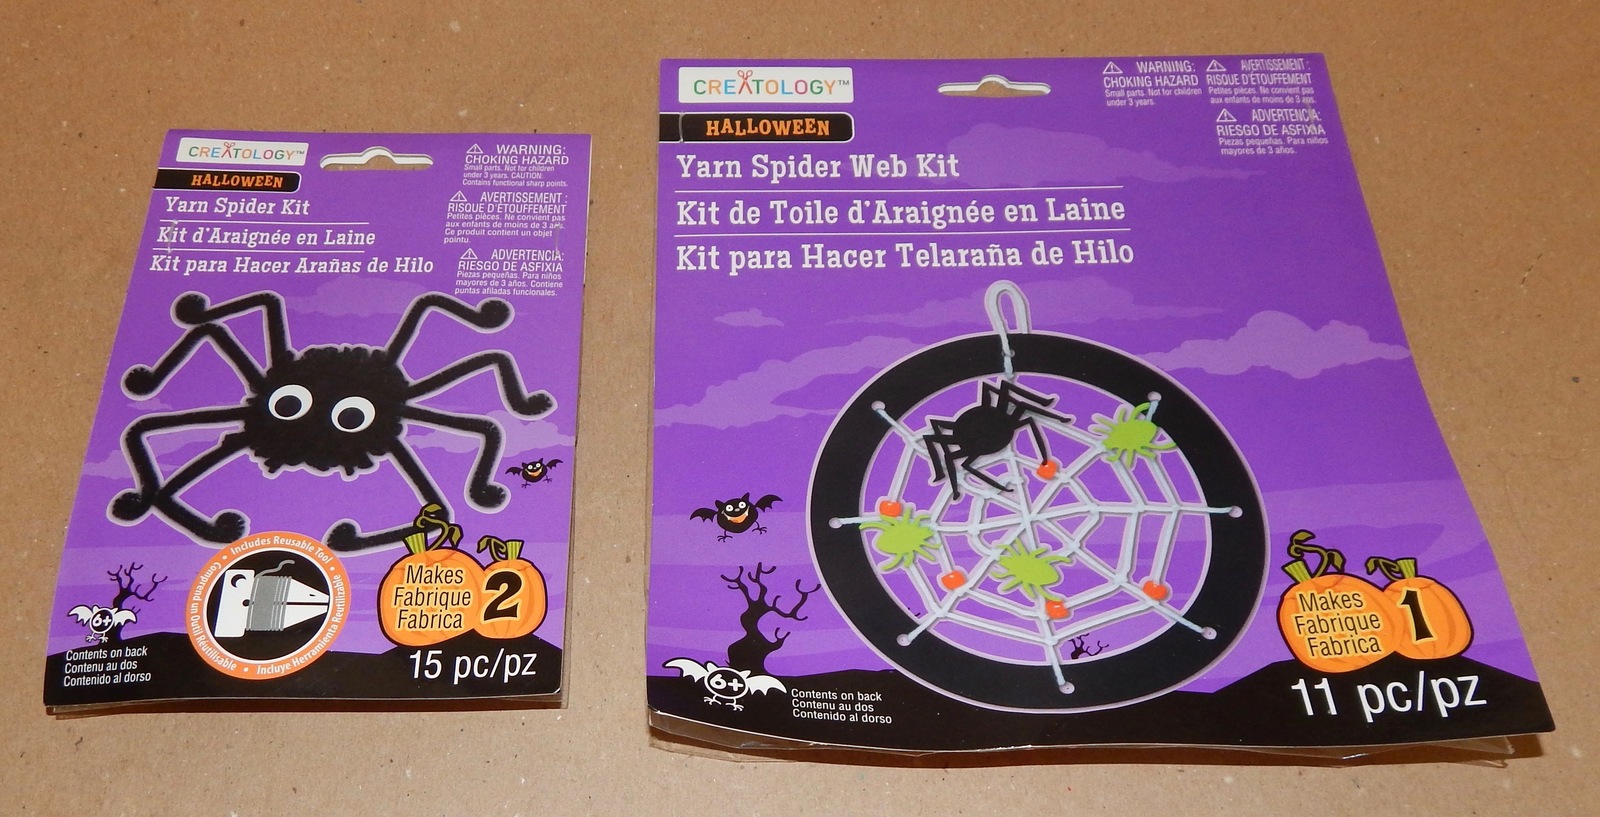 CREATOLOGY™
HALLOWEEN
Yarn Spider Kit
Kit d'Araignée en Laine
Kit para Hacer Arañas de Hilo
WARNING:
CHOKING HAZARD
Small parts. Not for children
under 3 years. CAUTION:
Contains functional sharp points.
AVERTISSEMENT :
RISQUE D'ÉTOUFFEMENT
Petites pièces. Ne convient pas
aux enfants de moins de 3 ans.
Ce produit contient un objet
pointu.
ADVERTENCIA:
RIESGO DE ASFIXIA
Piezas pequeñas. Para niños
mayores de 3 años. Contiene
puntas afiladas funcionales.
• Includes Reusable Tool •
Comprend un Outil Réutilisable
• Incluye Herramienta Reutilizable
Makes
Fabrique
Fabrica
2
6+
Contents on back
Contenu au dos
Contenido al dorso
15 pc/pz
CREATOLOGY™
HALLOWEEN
Yarn Spider Web Kit
Kit de Toile d'Araignée en Laine
Kit para Hacer Telaraña de Hilo
WARNING:
CHOKING HAZARD
Small parts. Not for children
under 3 years.
AVERTISSEMENT :
RISQUE D'ÉTOUFFEMENT
Petites pièces. Ne convient pas
aux enfants de moins de 3 ans.
ADVERTENCIA:
RIESGO DE ASFIXIA
Piezas pequeñas. Para niños
mayores de 3 años.
Makes
Fabrique
Fabrica
1
6+
Contents on back
Contenu au dos
Contenido al dorso
11 pc/pz